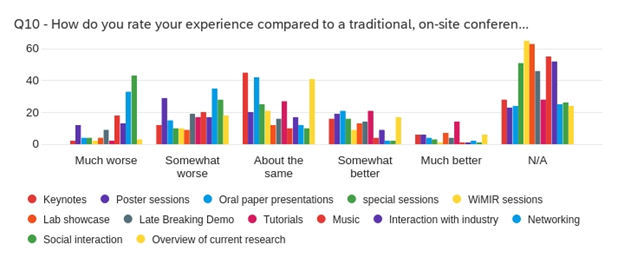 Q10 - How do you rate your experience compared to a traditional, on-site conferen...
60
40
20
0
Much worse
Somewhat
worse
About the
same
Somewhat
better
Much better
N/A
Keynotes
Poster sessions
Oral paper presentations
special sessions
WiMIR sessions
Lab showcase
Late Breaking Demo
Tutorials
Music
Interaction with industry
Networking
Social interaction
Overview of current research